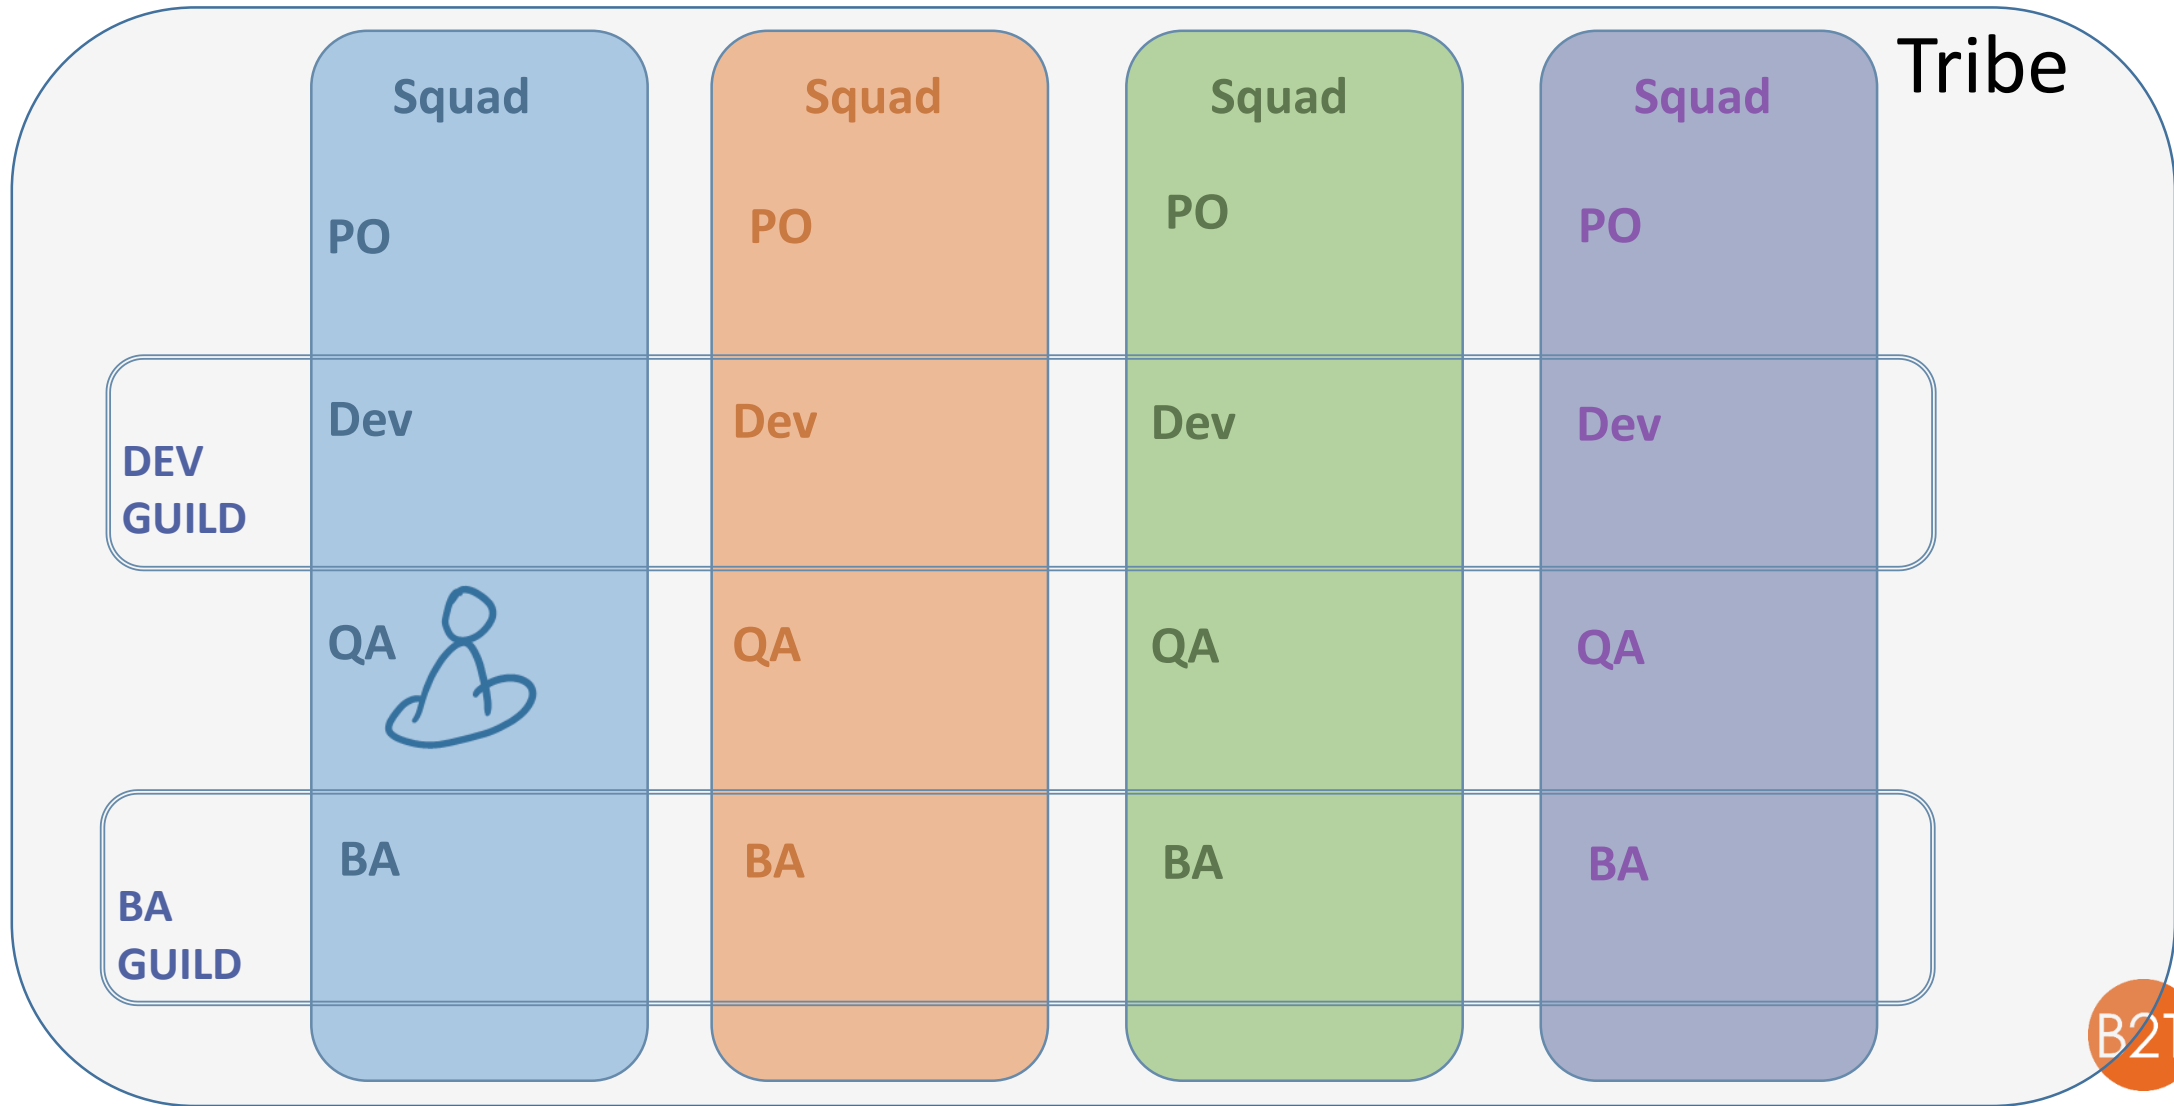 Tribe
Squad Squad Squad Squad
PO PO PO PO
Dev Dev Dev Dev
DEV
GUILD
QA QA QA QA
BA BA BA BA
BA
GUILD